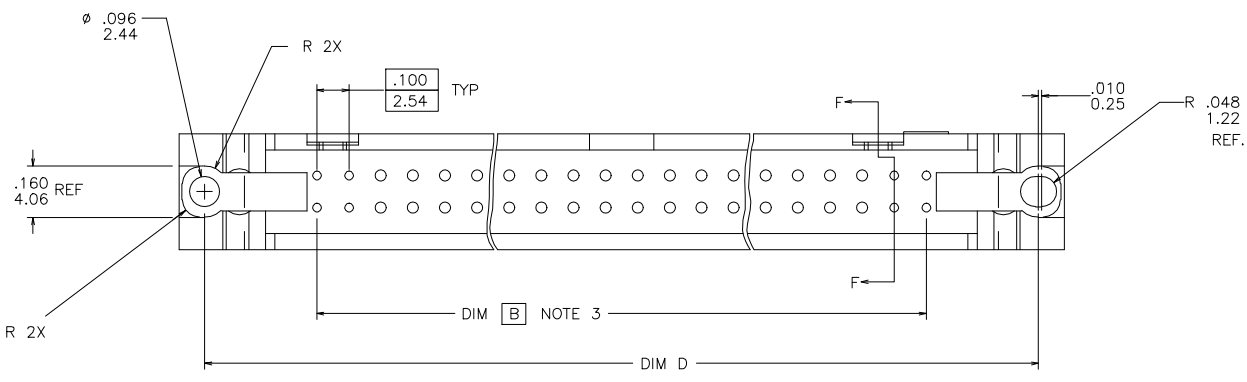 ø .096
2.44
R 2X
.100
2.54
TYP
F
.010
0.25
R .048
1.22
REF.
.160 REF
4.06
F
DIM B NOTE 3
R 2X
DIM D